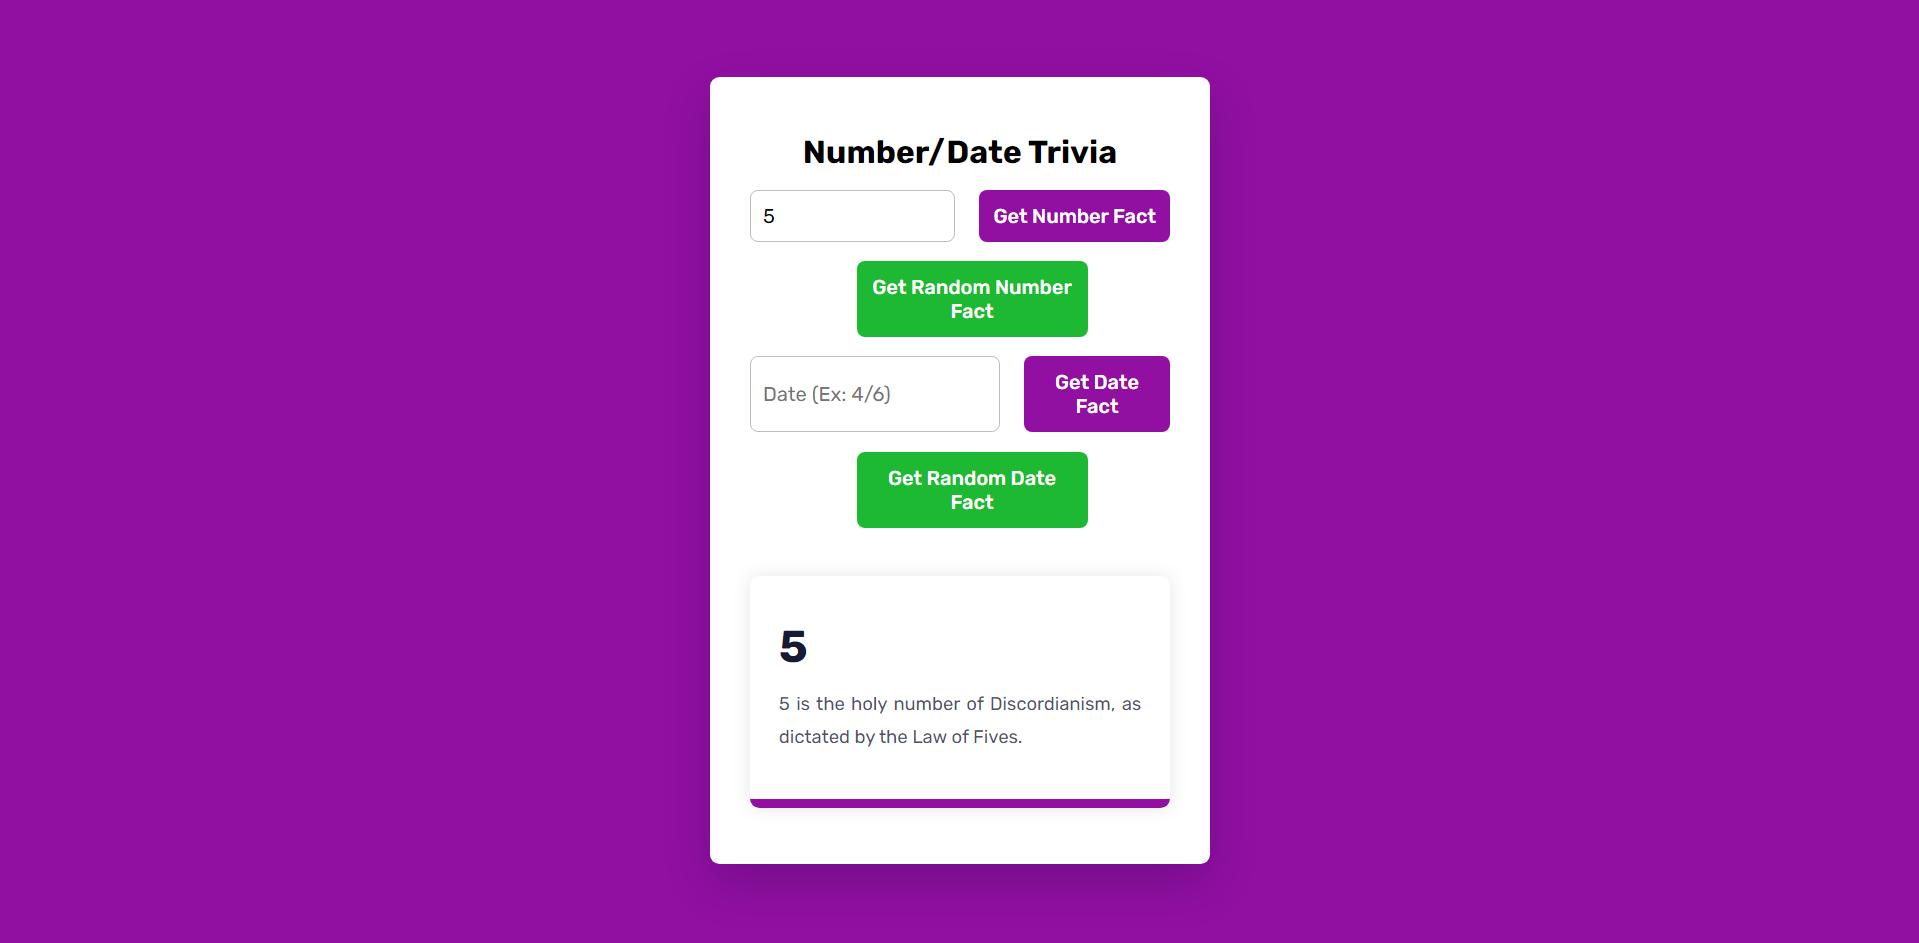 Number/Date Trivia
5
Get Number Fact
Get Random Number
Fact
Date (Ex: 4/6)
Get Date
Fact
Get Random Date
Fact
5
5 is the holy number of Discordianism, as
dictated by the Law of Fives.